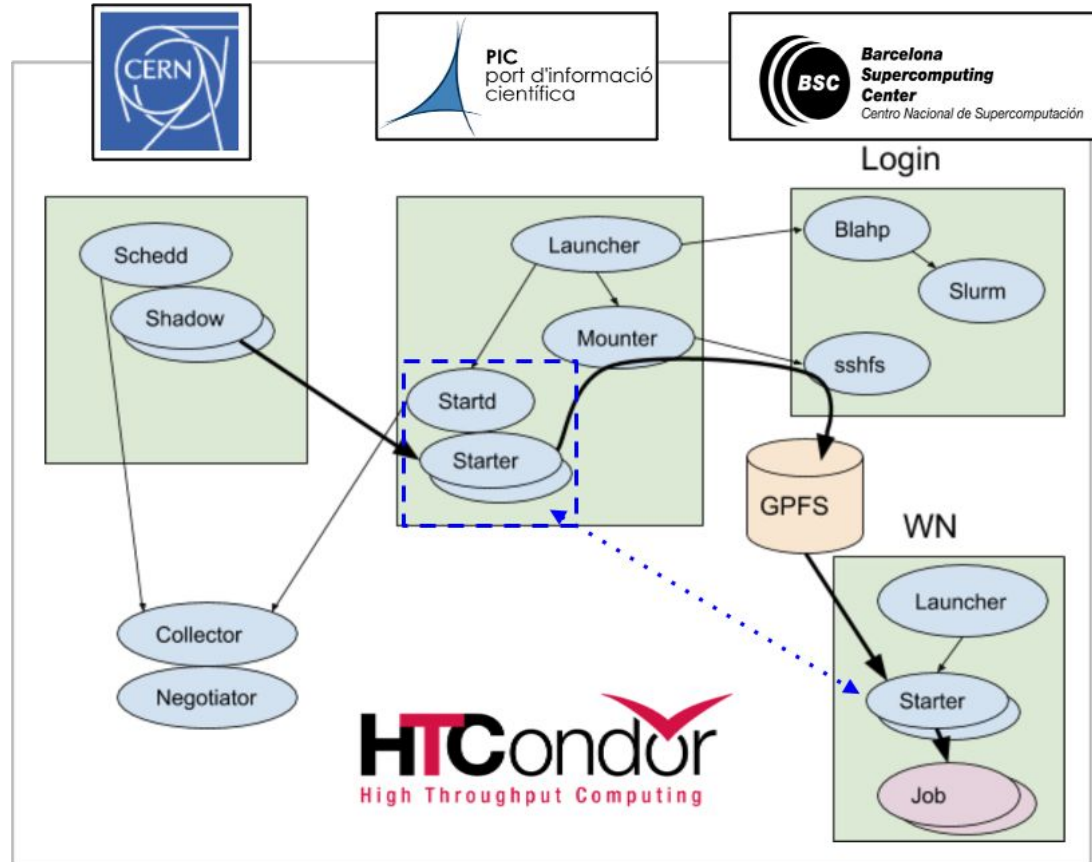 CERN
PIC
port d'informació
científica
BSC
Barcelona
Supercomputing
Center
Centro Nacional de Supercomputación
Login
Schedd
Shadow
Launcher
Mounter
Startd
Starter
Blahp
Slurm
sshfs
GPFS
WN
Launcher
Starter
Job
Collector
Negotiator
HTCondor
High Throughput Computing